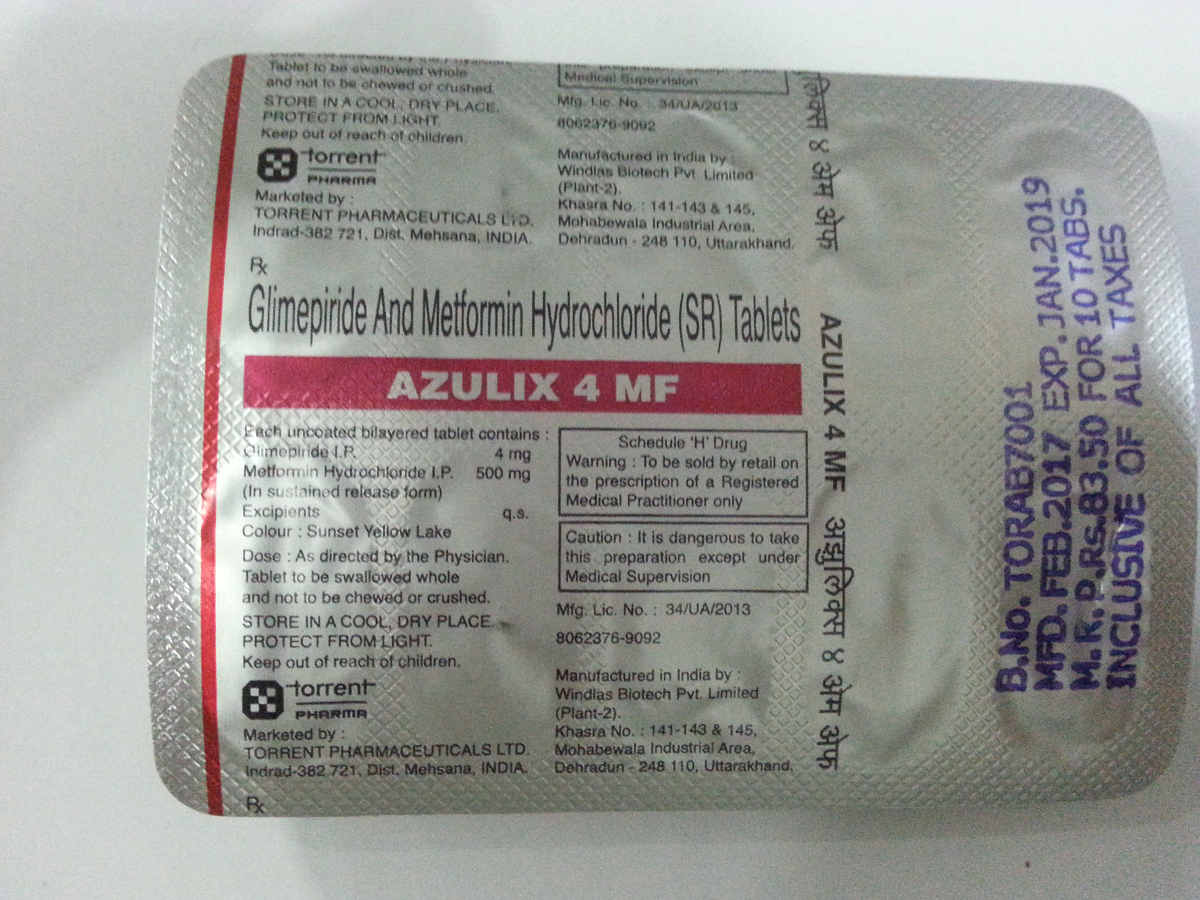 Tablet to be swallowed whole
and not to be chewed or crushed.
STORE IN A COOL, DRY PLACE.
PROTECT FROM LIGHT.
Keep out of reach of children.
torrent
PHARMA
Marketed by :
TORRENT PHARMACEUTICALS LTD.
Indrad-382 721, Dist. Mehsana, INDIA.
this preparation except under
Medical Supervision
Mfg. Lic. No. : 34/UA/2013
8062376-9092
Manufactured in India by :
Windlas Biotech Pvt. Limited
(Plant-2).
Khasra No. : 141-143 & 145,
Mohabewala Industrial Area,
Dehradun - 248 110, Uttarakhand.
Rx
Glimepiride And Metformin Hydrochloride (SR) Tablets
AZULIX 4 MF
Each uncoated bilayered tablet contains :
Glimepiride I.P. 4 mg
Metformin Hydrochloride I.P. 500 mg
(In sustained release form)
Excipients q.s.
Colour : Sunset Yellow Lake
Dose : As directed by the Physician.
Tablet to be swallowed whole
and not to be chewed or crushed.
STORE IN A COOL, DRY PLACE.
PROTECT FROM LIGHT.
Keep out of reach of children.
torrent
PHARMA
Marketed by :
TORRENT PHARMACEUTICALS LTD.
Indrad-382 721, Dist. Mehsana, INDIA.
Rx
Schedule 'H' Drug
Warning : To be sold by retail on
the prescription of a Registered
Medical Practitioner only
Caution : It is dangerous to take
this preparation except under
Medical Supervision
Mfg. Lic. No. : 34/UA/2013
8062376-9092
Manufactured in India by :
Windlas Biotech Pvt. Limited
(Plant-2).
Khasra No. : 141-143 & 145,
Mohabewala Industrial Area,
Dehradun - 248 110, Uttarakhand.
४ एम एफ AZULIX 4 MF अझुलिक्स ४ एम एफ
B.No. TORAB7001
MFD. FEB.2017 EXP. JAN.2019
M.R.P.Rs.83.50 FOR 10 TABS.
INCLUSIVE OF ALL TAXES